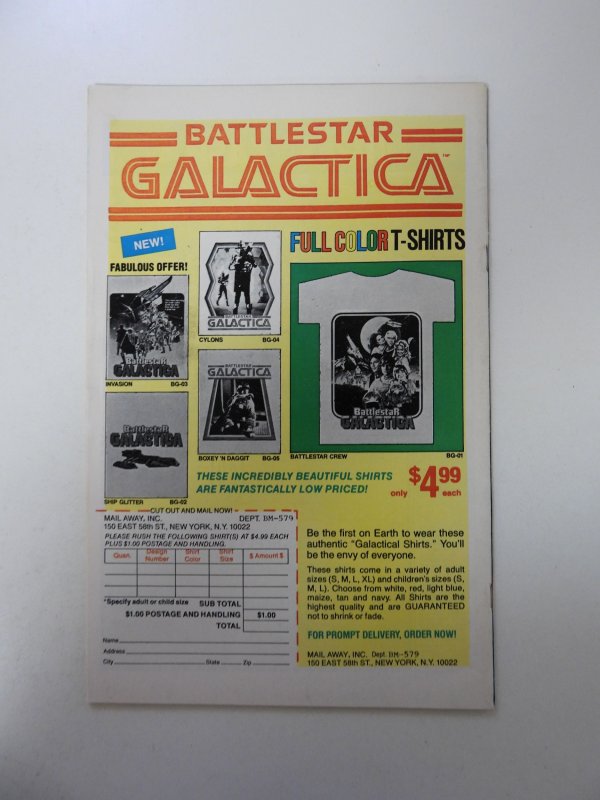 BATTLESTAR
GALACTICA™
NEW!
FABULOUS OFFER!
FULL COLOR T-SHIRTS
GALACTICA
CYLONS BG-04
Battlestar
GALACTICA
INVASION BG-03
BATTLESTAR
GALACTICA
BOXEY 'N DAGGIT BG-05
BattlestaR
GALACTICA
SHIP GLITTER BG-02
BattlestaR
GALACTICA
BATTLESTAR CREW BG-01
THESE INCREDIBLY BEAUTIFUL SHIRTS
ARE FANTASTICALLY LOW PRICED!
only $4.99 each
CUT OUT AND MAIL NOW!
MAIL AWAY, INC. DEPT. BM-579
150 EAST 58th ST., NEW YORK, N.Y. 10022
PLEASE RUSH THE FOLLOWING SHIRT(S) AT $4.99 EACH
PLUS $1.00 POSTAGE AND HANDLING.
Quan. Design Number Shirt Color Shirt Size $ Amount $
*Specify adult or child size SUB TOTAL
$1.00 POSTAGE AND HANDLING $1.00
TOTAL
Name
Address
City State Zip
Be the first on Earth to wear these
authentic "Galactical Shirts." You'll
be the envy of everyone.
These shirts come in a variety of adult
sizes (S, M, L, XL) and children's sizes (S,
M, L). Choose from white, red, light blue,
maize, tan and navy. All Shirts are the
highest quality and are GUARANTEED
not to shrink or fade.
FOR PROMPT DELIVERY, ORDER NOW!
MAIL AWAY, INC. Dept. BM-579
150 EAST 58th ST., NEW YORK, N.Y. 10022